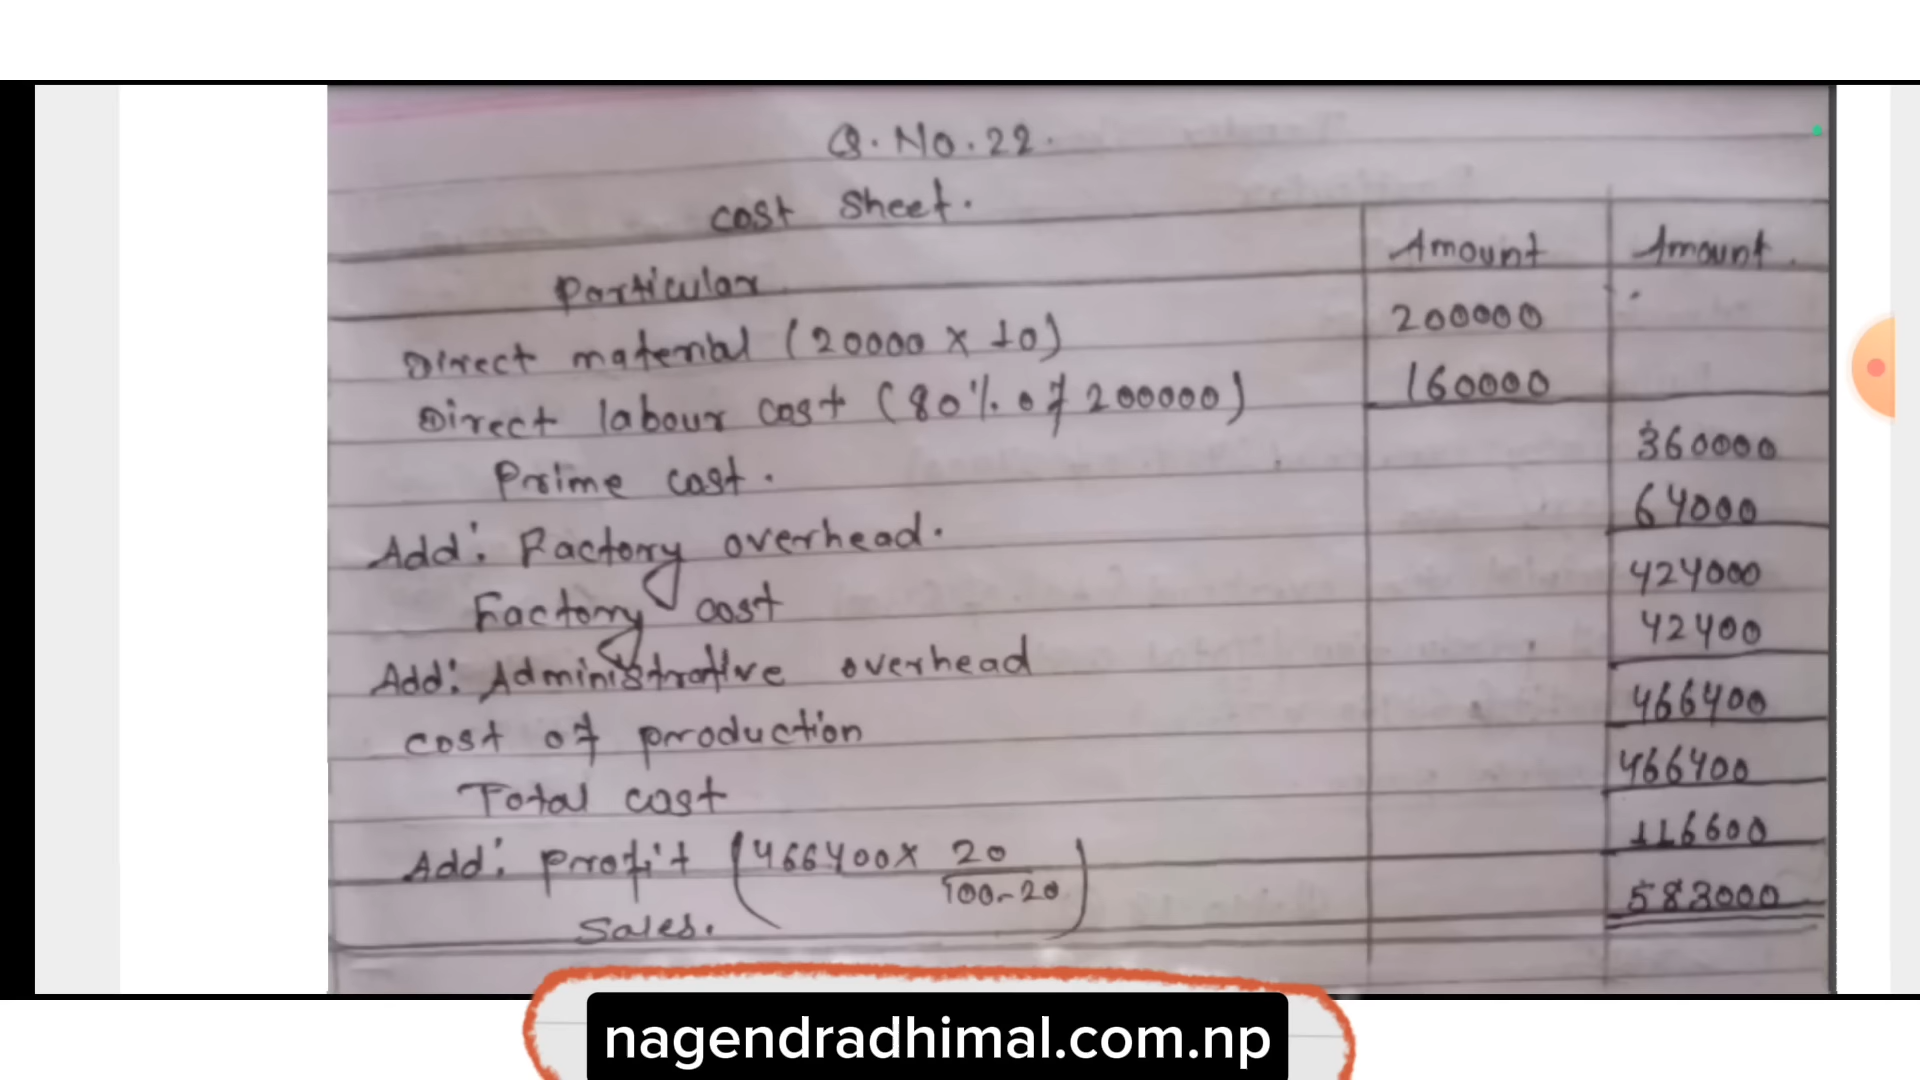 Q. No. 22.
cost sheet.
Particular Amount Amount.
Direct material (20000 x 10) 200000
Direct labour cost (80% of 200000) 160000
Prime cost. 360000
Add: Factory overhead. 64000
Factory cost 424000
Add: Administrative overhead 42400
cost of production 466400
Total cost 466400
Add: profit (466400 x 20/100-20) 116600
Sales. 583000
nagendradhimal.com.np